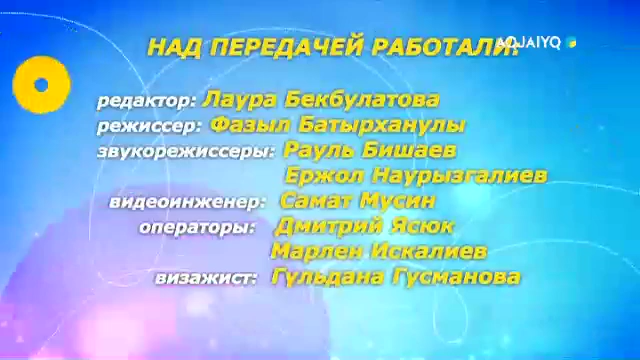 AQJAIYQ
НАД ПЕРЕДАЧЕЙ РАБОТАЛИ:
редактор: Лаура Бекбулатова
режиссер: Фазыл Батырханулы
звукорежиссеры: Рауль Бишаев
Ержол Наурызгалиев
видеоинженер: Самат Мусин
операторы: Дмитрий Ясюк
Марлен Искалиев
визажист: Гульдана Гусманова